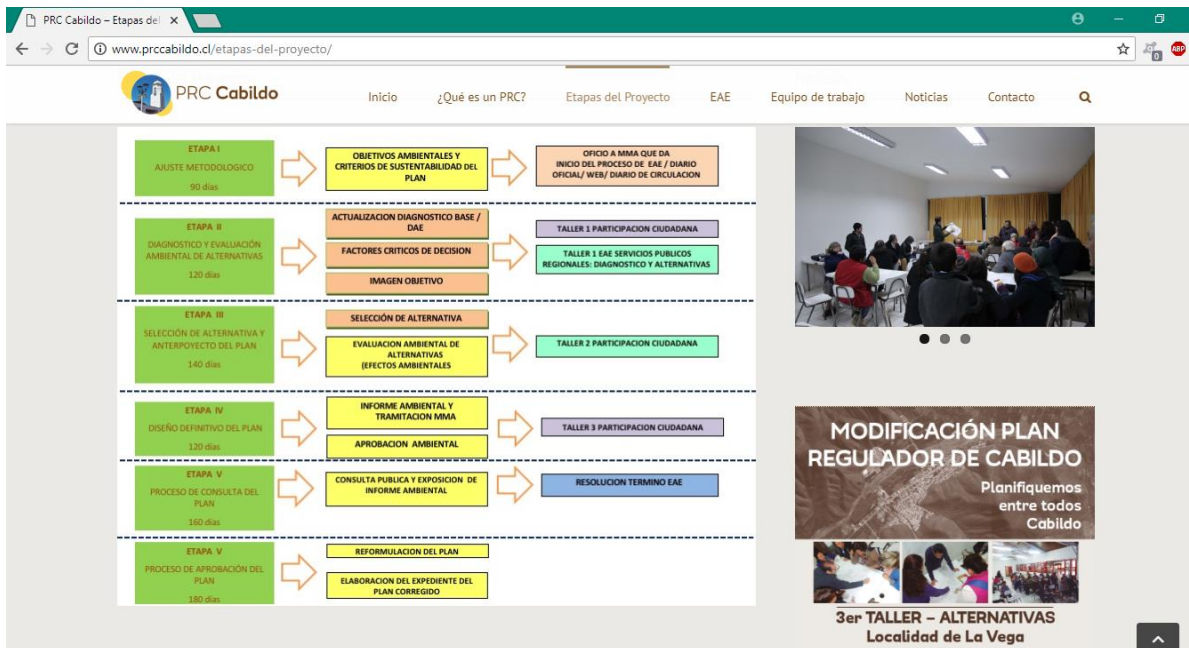 PRC Cabildo – Etapas del
www.prccabildo.cl/etapas-del-proyecto/
0
ABP
PRC Cabildo
Inicio
¿Qué es un PRC?
Etapas del Proyecto
EAE
Equipo de trabajo
Noticias
Contacto
ETAPA I
AJUSTE METODOLOGICO
90 días
OBJETIVOS AMBIENTALES Y
CRITERIOS DE SUSTENTABILIDAD DEL
PLAN
OFICIO A MMA QUE DA
INICIO DEL PROCESO DE EAE / DIARIO
OFICIAL/ WEB/ DIARIO DE CIRCULACION
ETAPA II
DIAGNOSTICO Y EVALUACIÓN
AMBIENTAL DE ALTERNATIVAS
120 días
ACTUALIZACION DIAGNOSTICO BASE /
DAE
FACTORES CRITICOS DE DECISION
IMAGEN OBJETIVO
TALLER 1 PARTICIPACION CIUDADANA
TALLER 1 EAE SERVICIOS PUBLICOS
REGIONALES: DIAGNOSTICO Y ALTERNATIVAS
ETAPA III
SELECCIÓN DE ALTERNATIVA Y
ANTERPOYECTO DEL PLAN
140 días
SELECCIÓN DE ALTERNATIVA
EVALUACION AMBIENTAL DE
ALTERNATIVAS
(EFECTOS AMBIENTALES
TALLER 2 PARTICIPACION CIUDADANA
ETAPA IV
DISEÑO DEFINITIVO DEL PLAN
120 días
INFORME AMBIENTAL Y
TRAMITACION MMA
APROBACION AMBIENTAL
TALLER 3 PARTICIPACION CIUDADANA
ETAPA V
PROCESO DE CONSULTA DEL
PLAN
160 días
CONSULTA PUBLICA Y EXPOSICION DE
INFORME AMBIENTAL
RESOLUCION TERMINO EAE
ETAPA V
PROCESO DE APROBACIÓN DEL
PLAN
180 días
REFORMULACION DEL PLAN
ELABORACION DEL EXPEDIENTE DEL
PLAN CORREGIDO
MODIFICACIÓN PLAN
REGULADOR DE CABILDO
Planifiquemos
entre todos
Cabildo
3er TALLER – ALTERNATIVAS
Localidad de La Vega